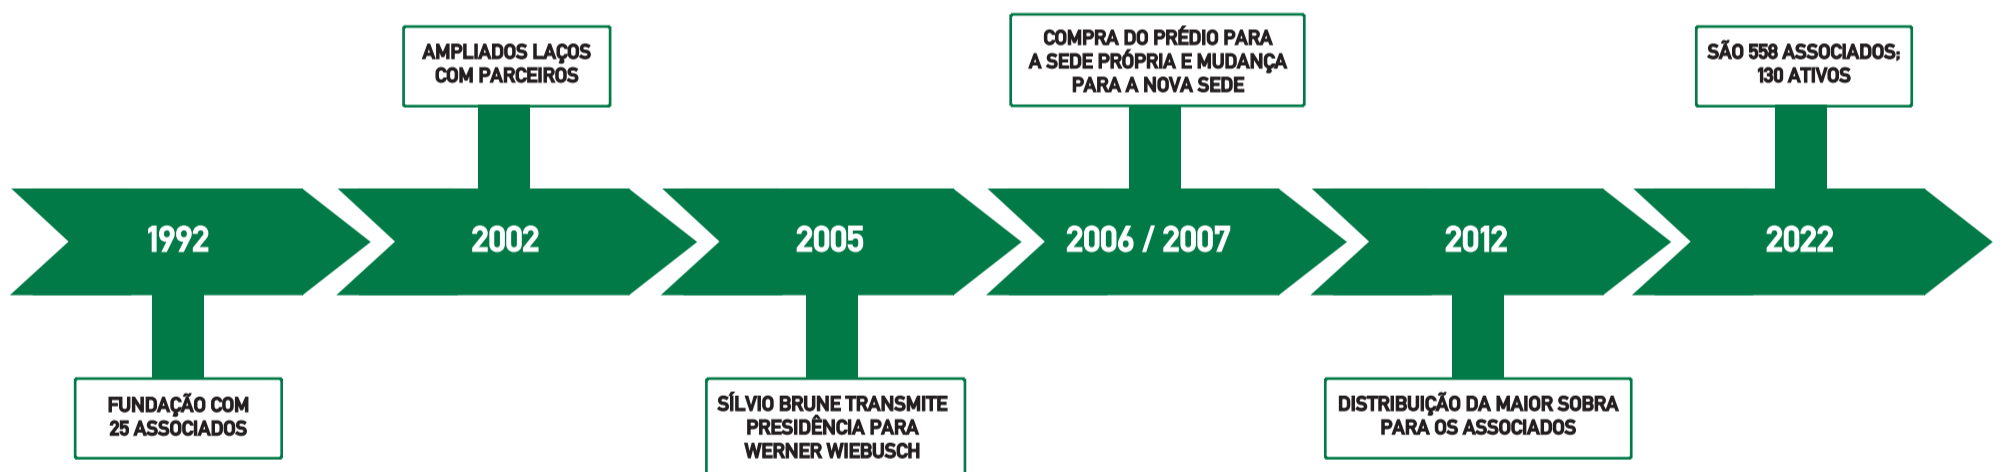 AMPLIADOS LAÇOS
COM PARCEIROS
COMPRA DO PRÉDIO PARA
A SEDE PRÓPRIA E MUDANÇA
PARA A NOVA SEDE
SÃO 558 ASSOCIADOS;
130 ATIVOS
1992
2002
2005
2006 / 2007
2012
2022
FUNDAÇÃO COM
25 ASSOCIADOS
SÍLVIO BRUNE TRANSMITE
PRESIDÊNCIA PARA
WERNER WIEBUSCH
DISTRIBUIÇÃO DA MAIOR SOBRA
PARA OS ASSOCIADOS